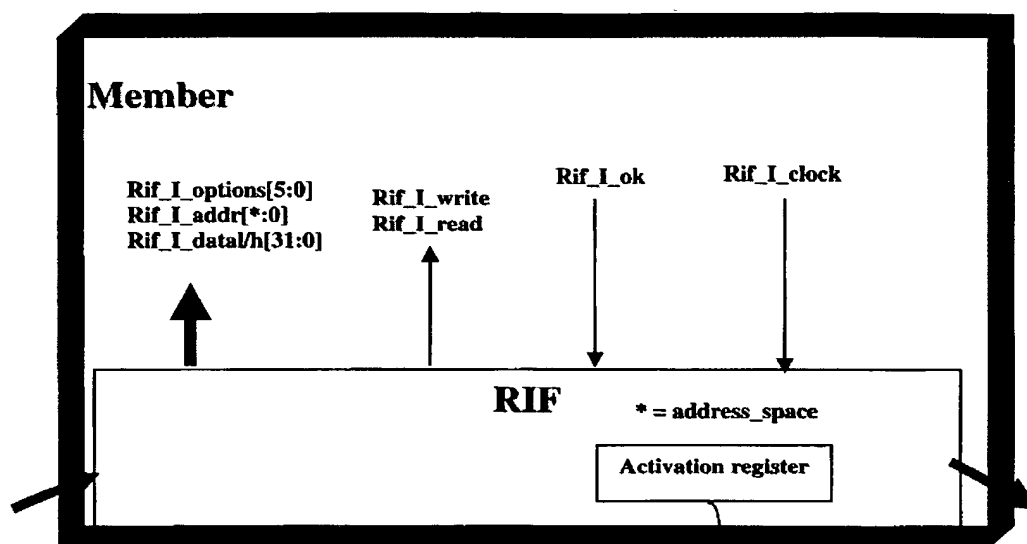 Member
Rif_I_options[5:0]
Rif_I_addr[*:0]
Rif_I_datal/h[31:0]
Rif_I_write
Rif_I_read
Rif_I_ok
Rif_I_clock
RIF
* = address_space
Activation register